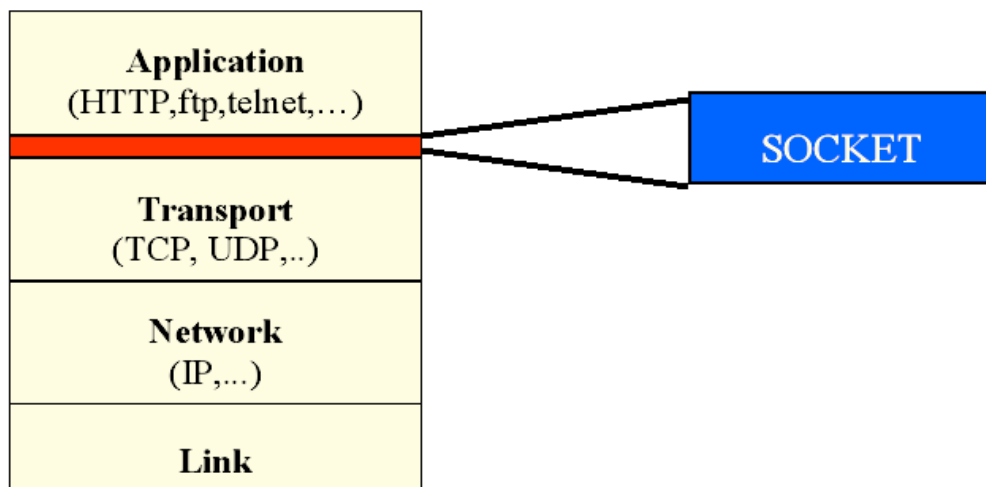 Application
(HTTP,ftp,telnet,…)
SOCKET
Transport
(TCP, UDP,..)
Network
(IP,...)
Link